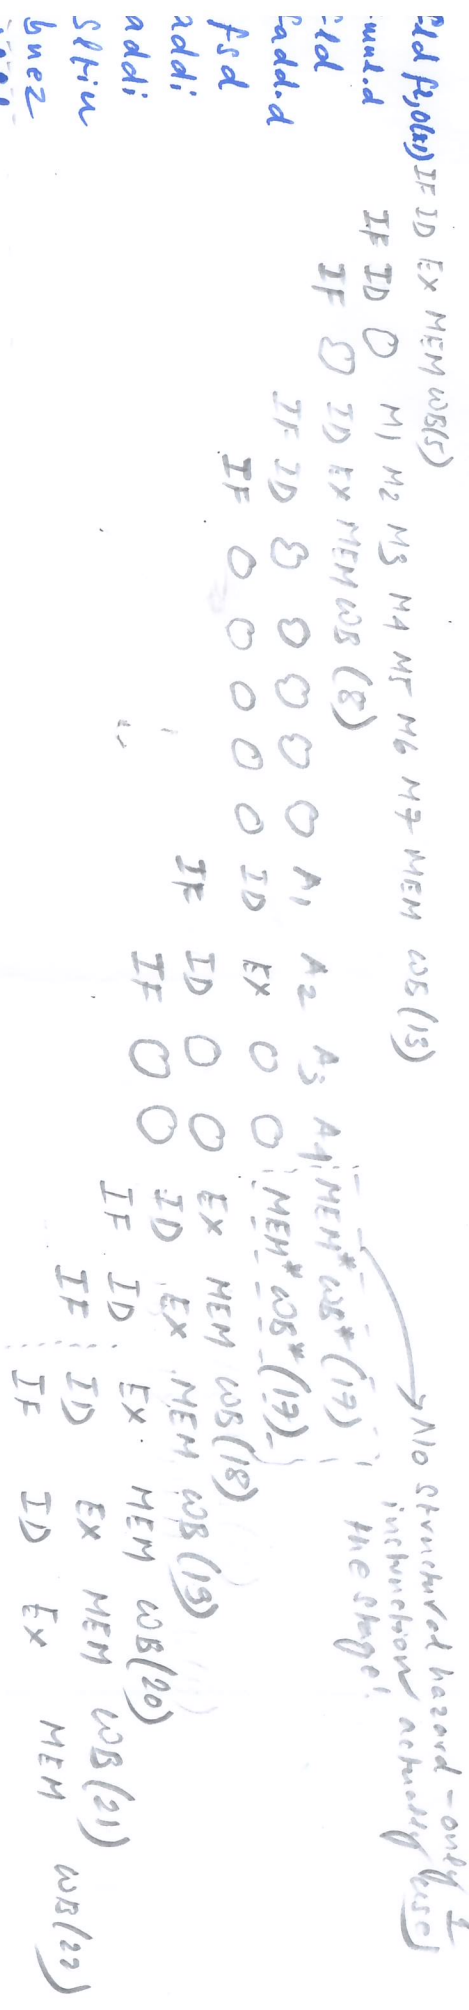 fld f2,0(x1) IF ID EX MEM WB(5)
mul.d IF ID O M1 M2 M3 M4 M5 M6 M7 MEM WB(13)
fld IF O ID EX MEM WB(8)
fadd.d IF ID O O O O O A1 A2 A3 A4 MEM* WB*(17)
fsd IF O O O O O ID EX O O MEM* WB*(17)
addi IF ID O O EX MEM WB(18)
addi IF O O ID EX MEM WB(19)
sltiu IF ID EX MEM WB(20)
bnez IF ID EX MEM WB(21)
IF ID EX MEM WB(22)
No structural hazard - only 1
instruction actually uses
the stage!